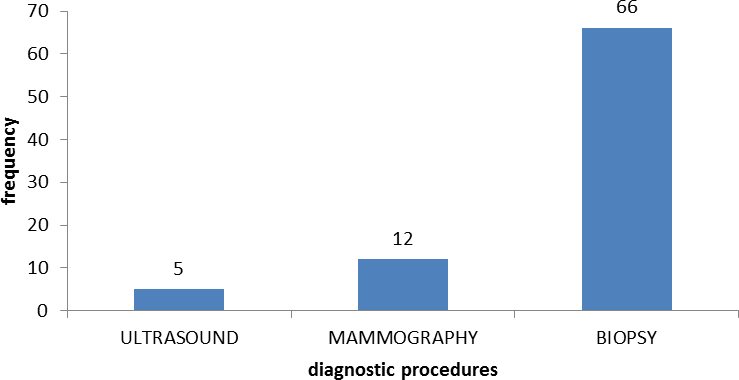 70
66
60
50
40
30
20
10
0
frequency
5
12
ULTRASOUND
MAMMOGRAPHY
BIOPSY
diagnostic procedures